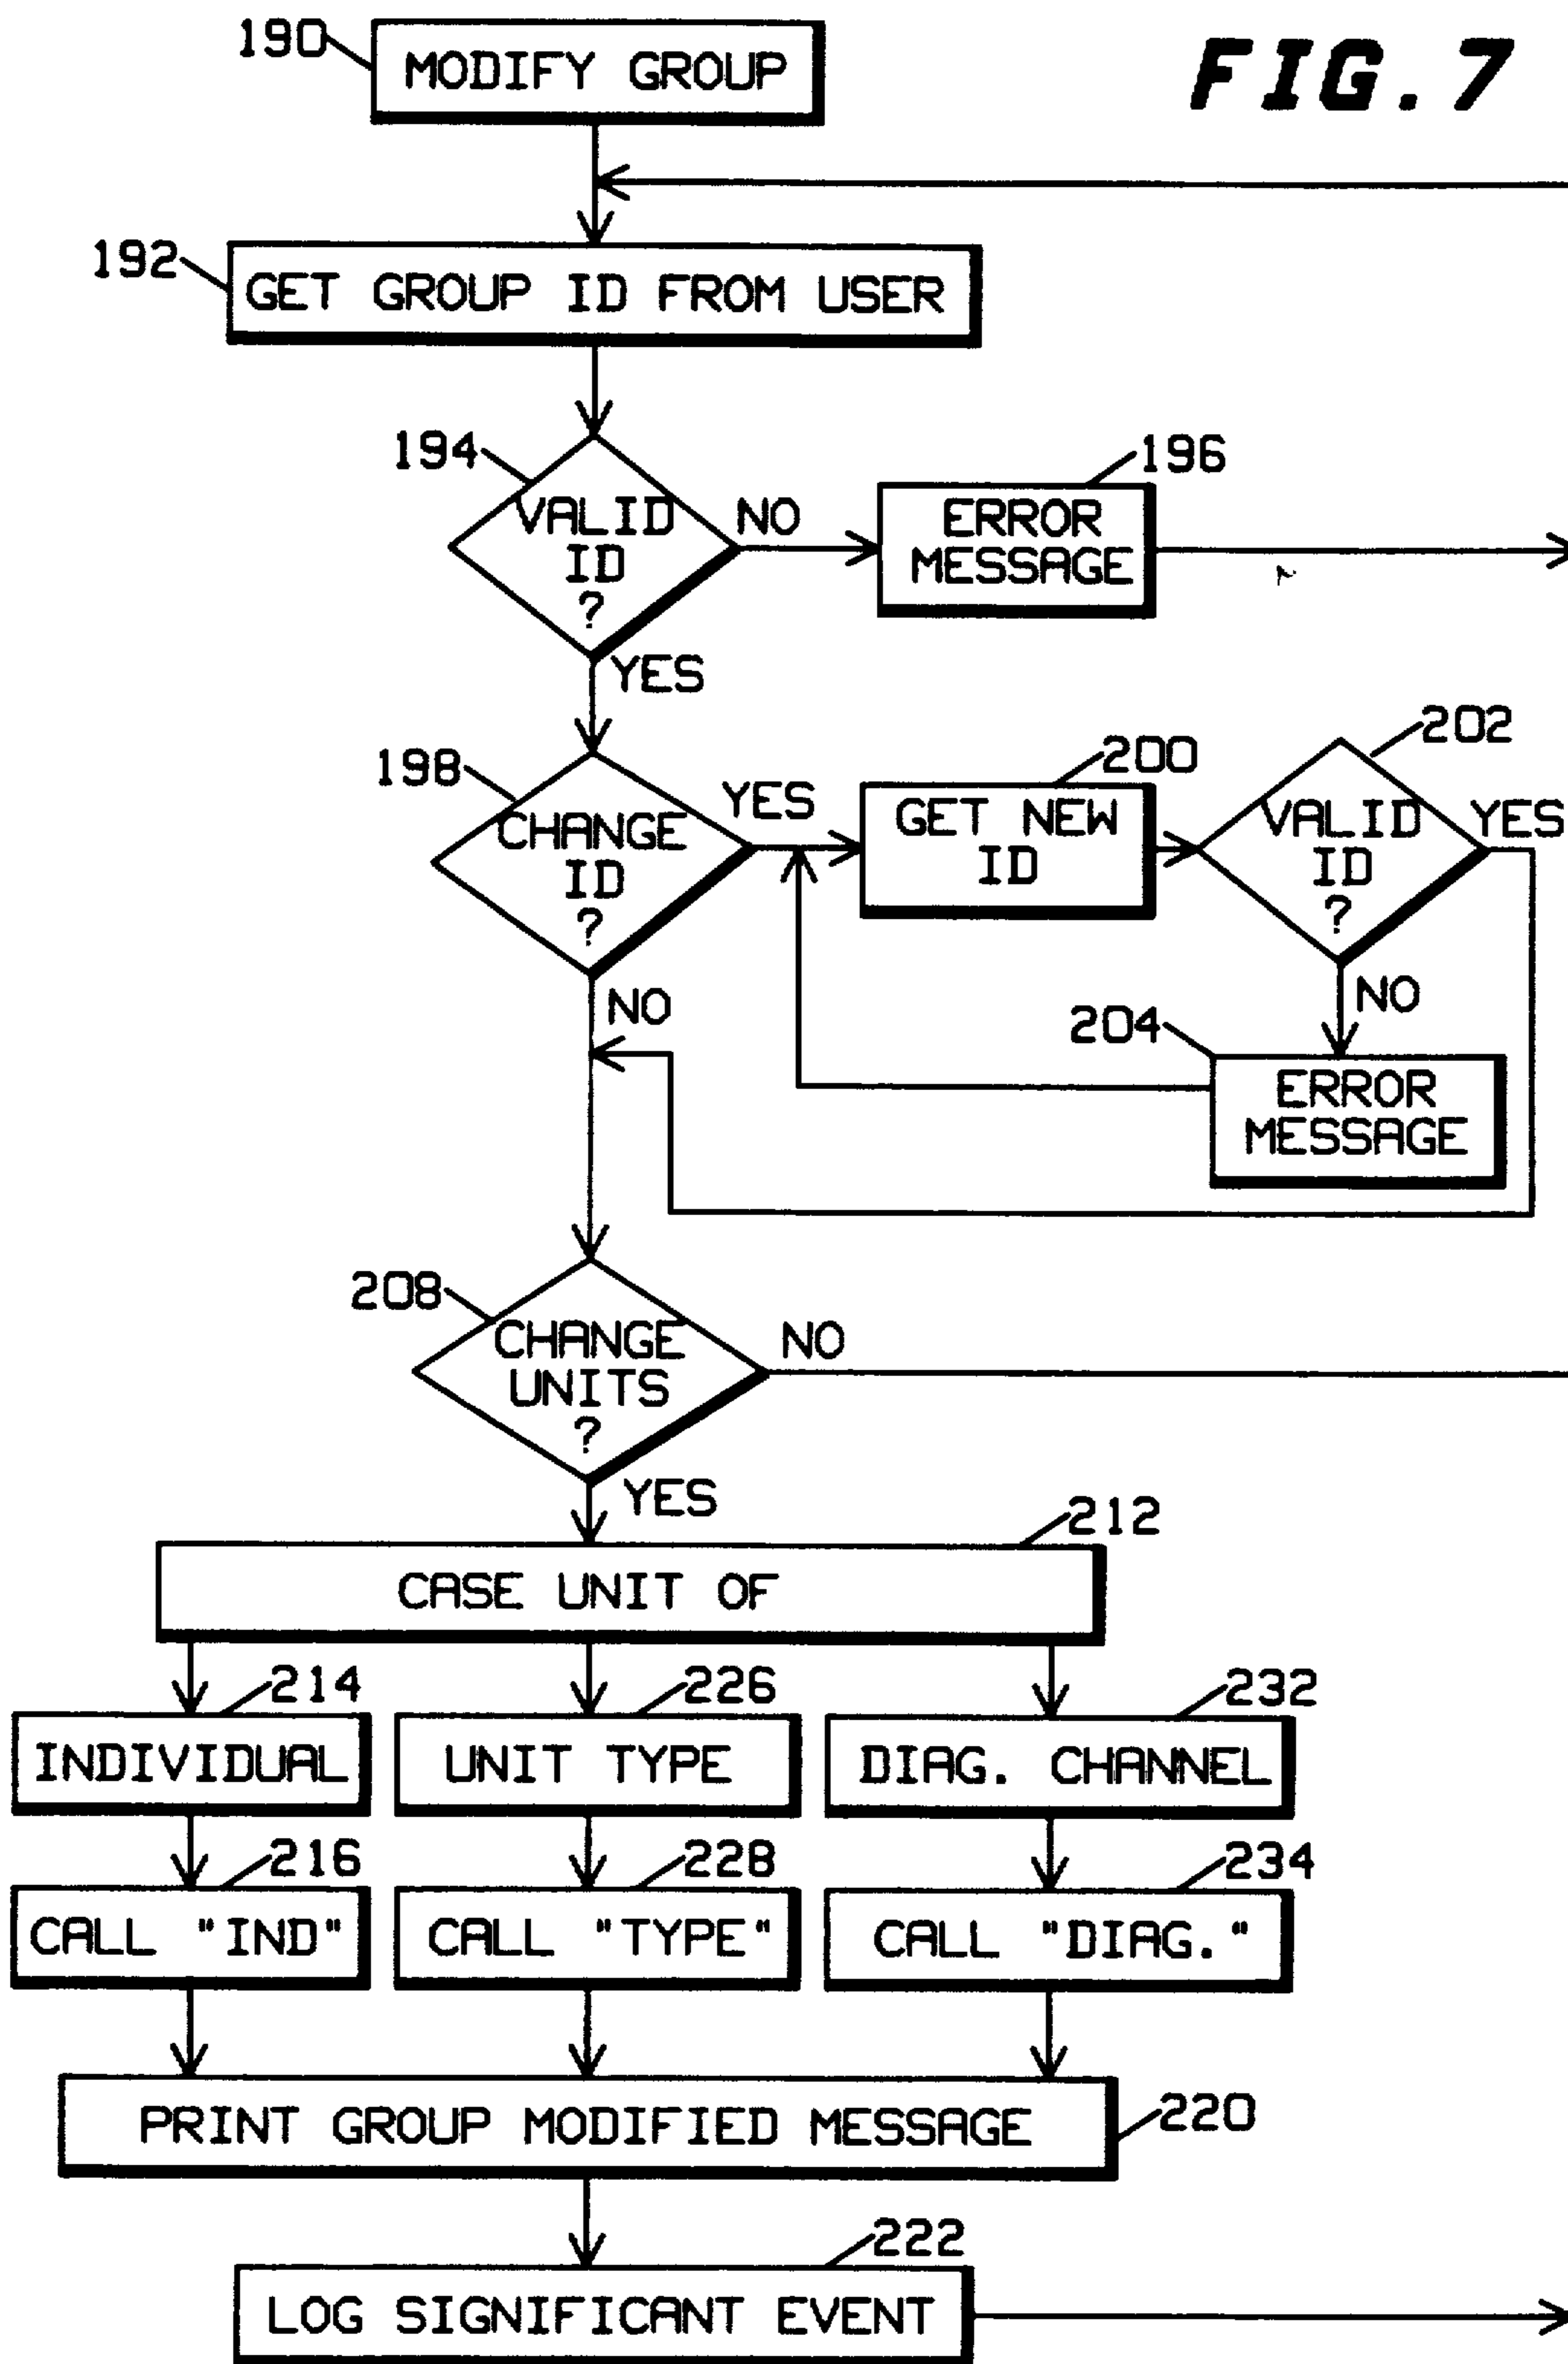 190
MODIFY GROUP
FIG. 7
192
GET GROUP ID FROM USER
194
VALID
ID
?
NO
196
ERROR
MESSAGE
YES
198
CHANGE
ID
?
YES
200
GET NEW
ID
202
VALID
ID
?
YES
NO
NO
204
ERROR
MESSAGE
208
CHANGE
UNITS
?
NO
YES
212
CASE UNIT OF
214
226
232
INDIVIDUAL
UNIT TYPE
DIAG. CHANNEL
216
228
234
CALL "IND"
CALL "TYPE"
CALL "DIAG."
PRINT GROUP MODIFIED MESSAGE
220
222
LOG SIGNIFICANT EVENT